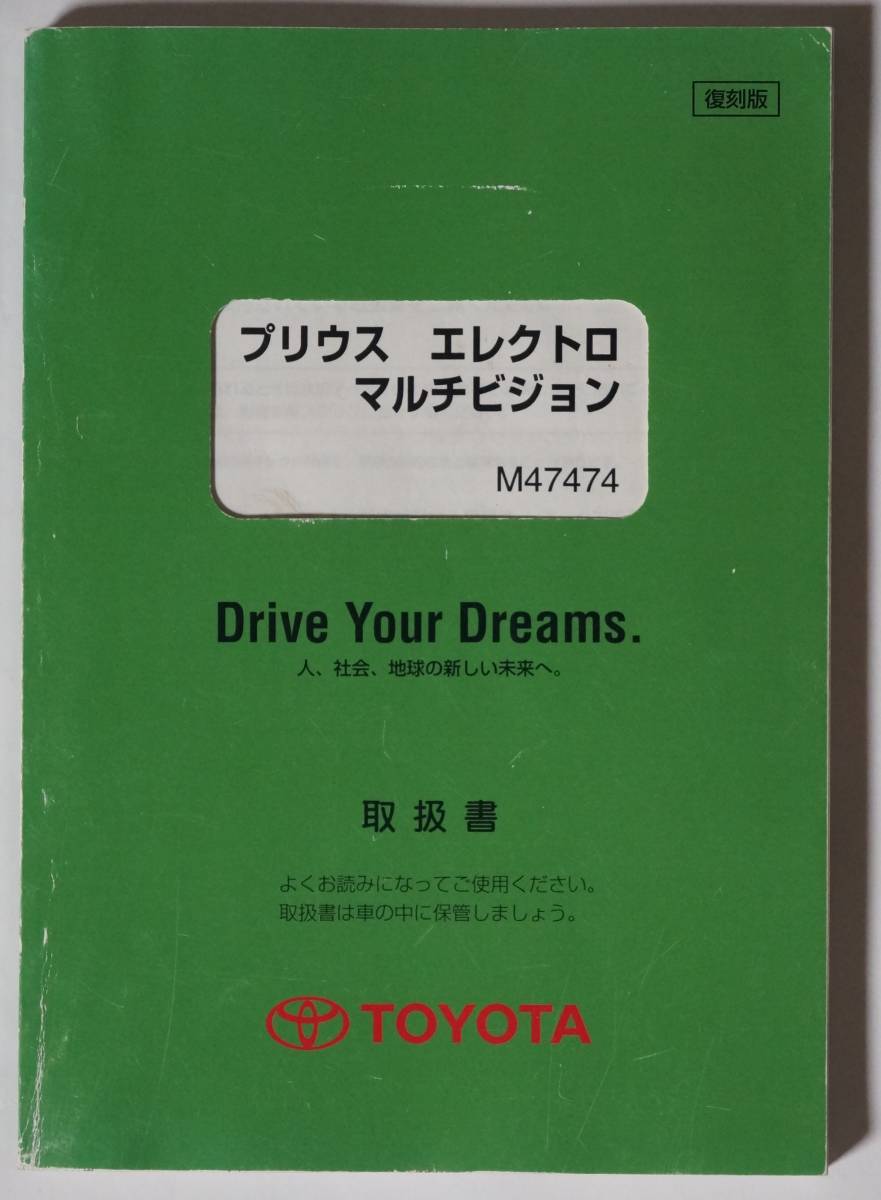 復刻版
プリウス　エレクトロ
マルチビジョン
M47474
Drive Your Dreams.
人、社会、地球の新しい未来へ。
取扱書
よくお読みになってご使用ください。
取扱書は車の中に保管しましょう。
TOYOTA